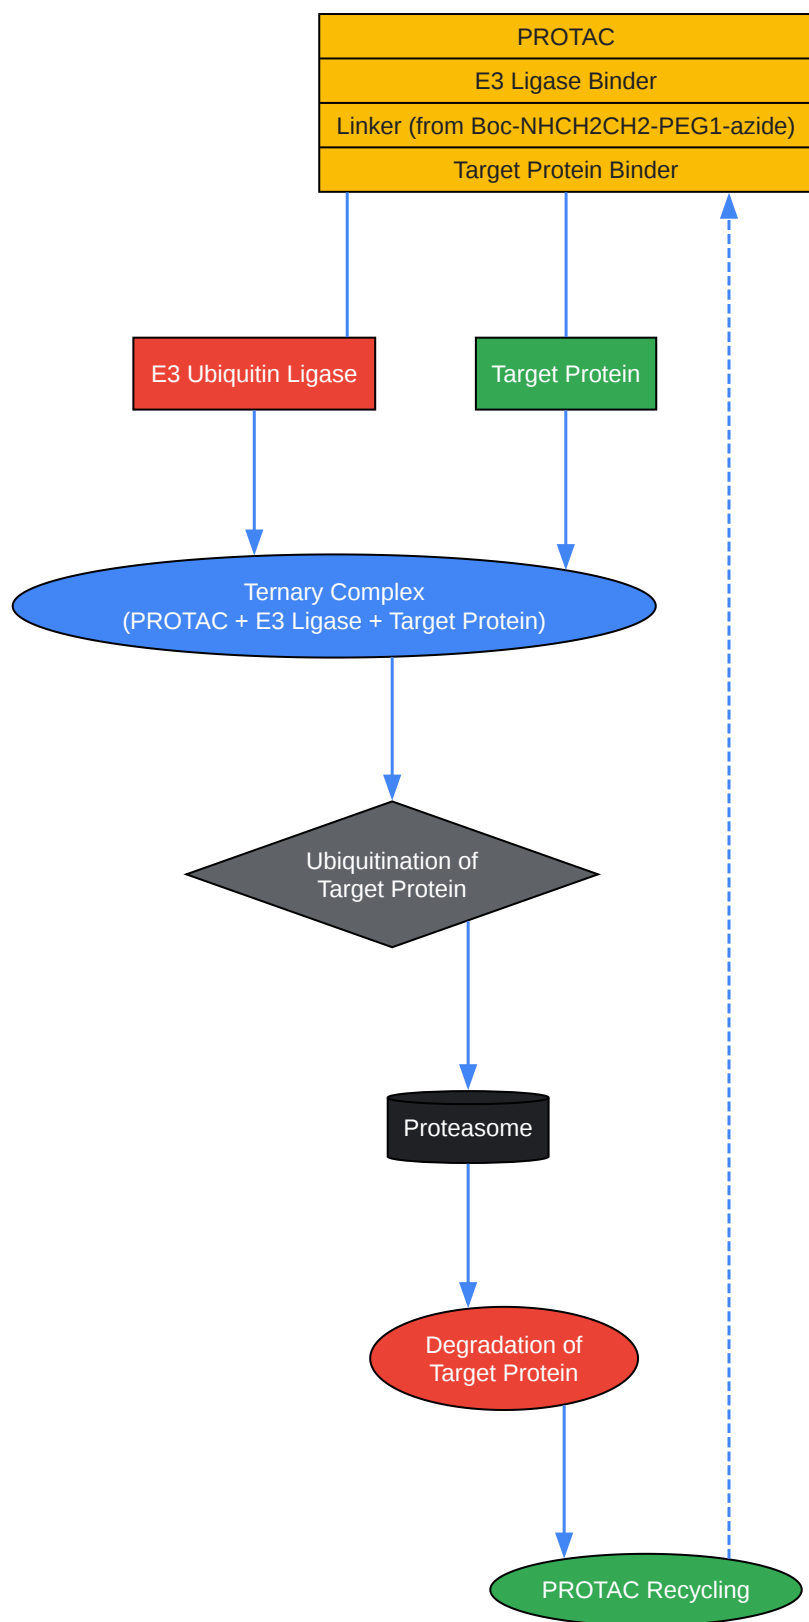 PROTAC
E3 Ligase Binder
Linker (from Boc-NHCH2CH2-PEG1-azide)
Target Protein Binder
E3 Ubiquitin Ligase
Target Protein
Ternary Complex
(PROTAC + E3 Ligase + Target Protein)
Ubiquitination of
Target Protein
Proteasome
Degradation of
Target Protein
PROTAC Recycling